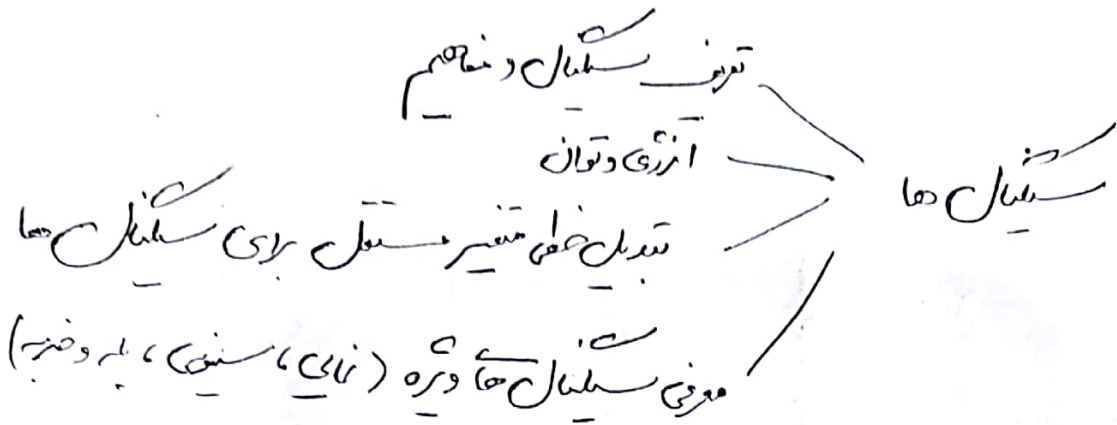 سیگنال ها
تعریف سیگنال و مفاهیم
انرژی و توان
تبدیل خطی متغیر مستقل برای سیگنال ها
معرفی سیگنال های ویژه (نمایی، سینوسی، پله و ضربه)